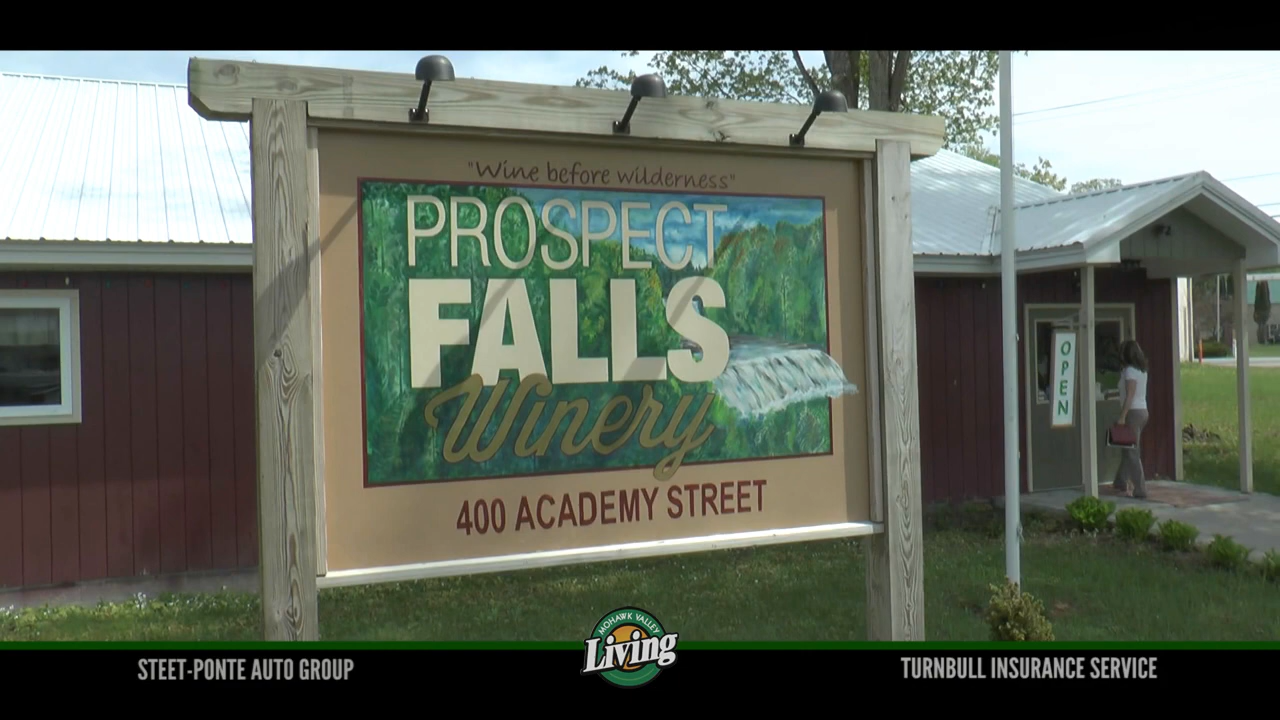 "Wine before wilderness"
PROSPECT
FALLS
Winery
400 ACADEMY STREET
OPEN
STEET-PONTE AUTO GROUP
MOHAWK VALLEY
Living
TURNBULL INSURANCE SERVICE